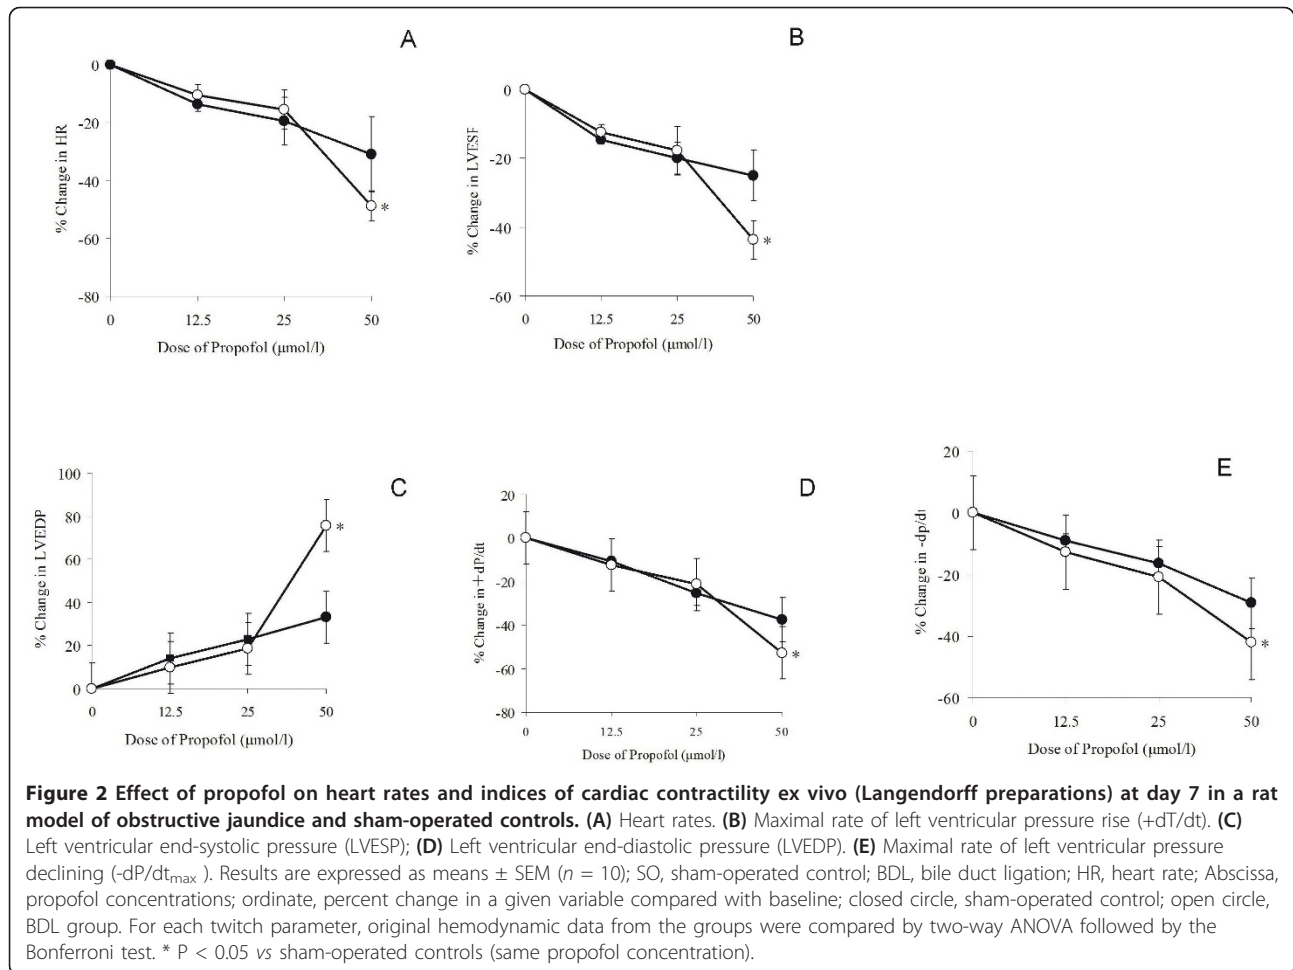 A
0
-20
-40
-60
-80
% Change in HR
*
0
12.5
25
50
Dose of Propofol (μmol/l)
B
0
-20
-40
-60
% Change in LVESP
*
0
12.5
25
50
Dose of Propofol (μmol/l)
C
100
80
60
40
20
0
% Change in LVEDP
*
0
12.5
25
50
Dose of Propofol (μmol/l)
D
20
0
-20
-40
-60
-80
% Change in +dP/dt
*
0
12.5
25
50
Dose of Propofol (μmol/l)
E
20
0
-20
-40
-60
% Change in -dp/dt
*
0
12.5
25
50
Dose of Propofol (μmol/l)
Figure 2 Effect of propofol on heart rates and indices of cardiac contractility ex vivo (Langendorff preparations) at day 7 in a rat
model of obstructive jaundice and sham-operated controls. (A) Heart rates. (B) Maximal rate of left ventricular pressure rise (+dT/dt). (C)
Left ventricular end-systolic pressure (LVESP); (D) Left ventricular end-diastolic pressure (LVEDP). (E) Maximal rate of left ventricular pressure
declining (-dP/dtmax ). Results are expressed as means ± SEM (n = 10); SO, sham-operated control; BDL, bile duct ligation; HR, heart rate; Abscissa,
propofol concentrations; ordinate, percent change in a given variable compared with baseline; closed circle, sham-operated control; open circle,
BDL group. For each twitch parameter, original hemodynamic data from the groups were compared by two-way ANOVA followed by the
Bonferroni test. * P < 0.05 vs sham-operated controls (same propofol concentration).